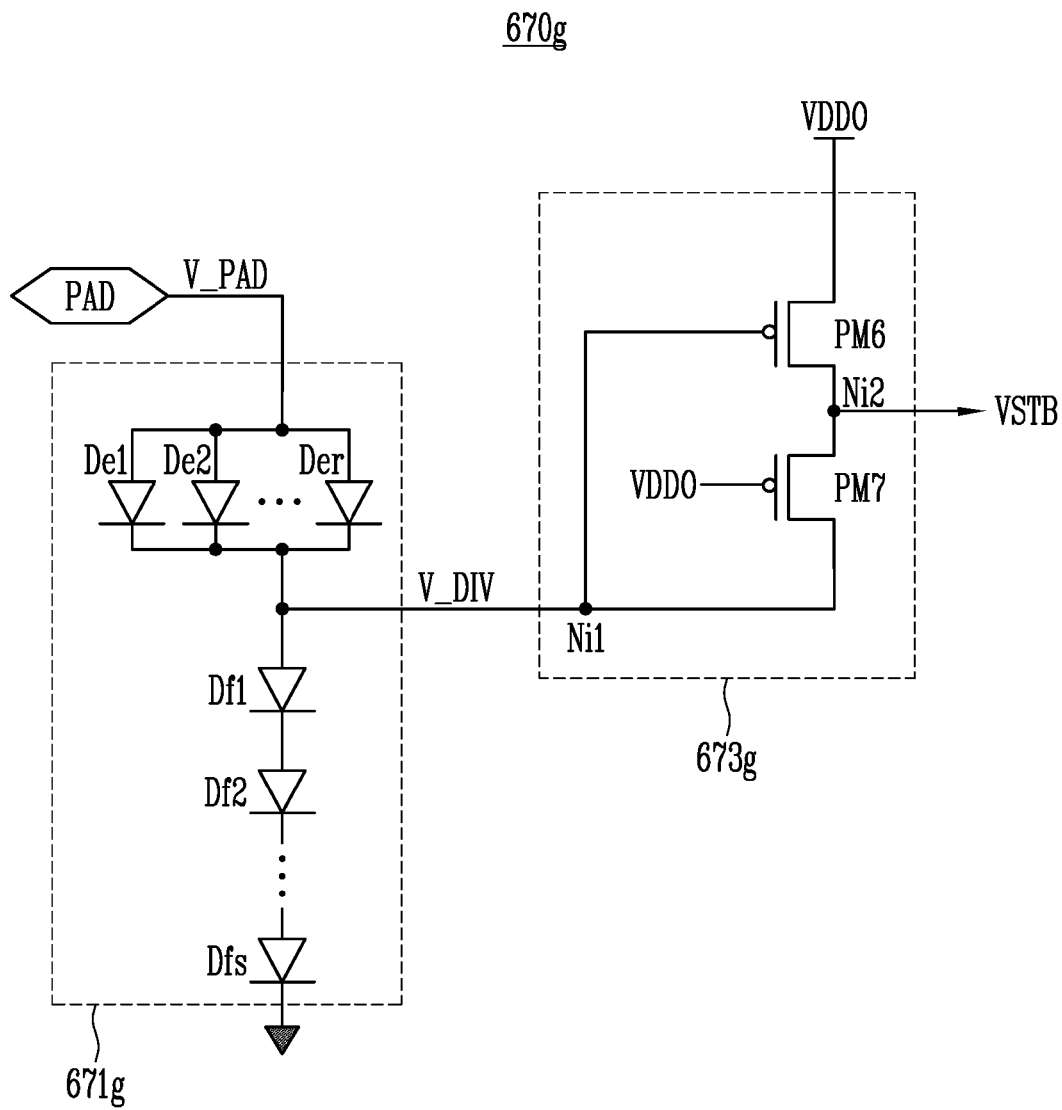 670g
VDDO
PAD
V_PAD
PM6
Ni2
VSTB
De1
De2
Der
VDDO
PM7
V_DIV
Ni1
Df1
673g
Df2
Dfs
671g